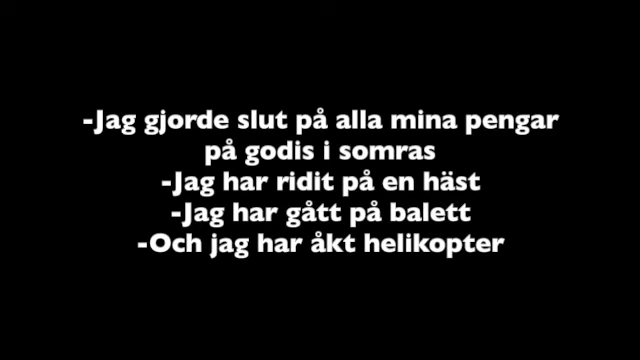 -Jag gjorde slut på alla mina pengar
på godis i somras
-Jag har ridit på en häst
-Jag har gått på balett
-Och jag har åkt helikopter